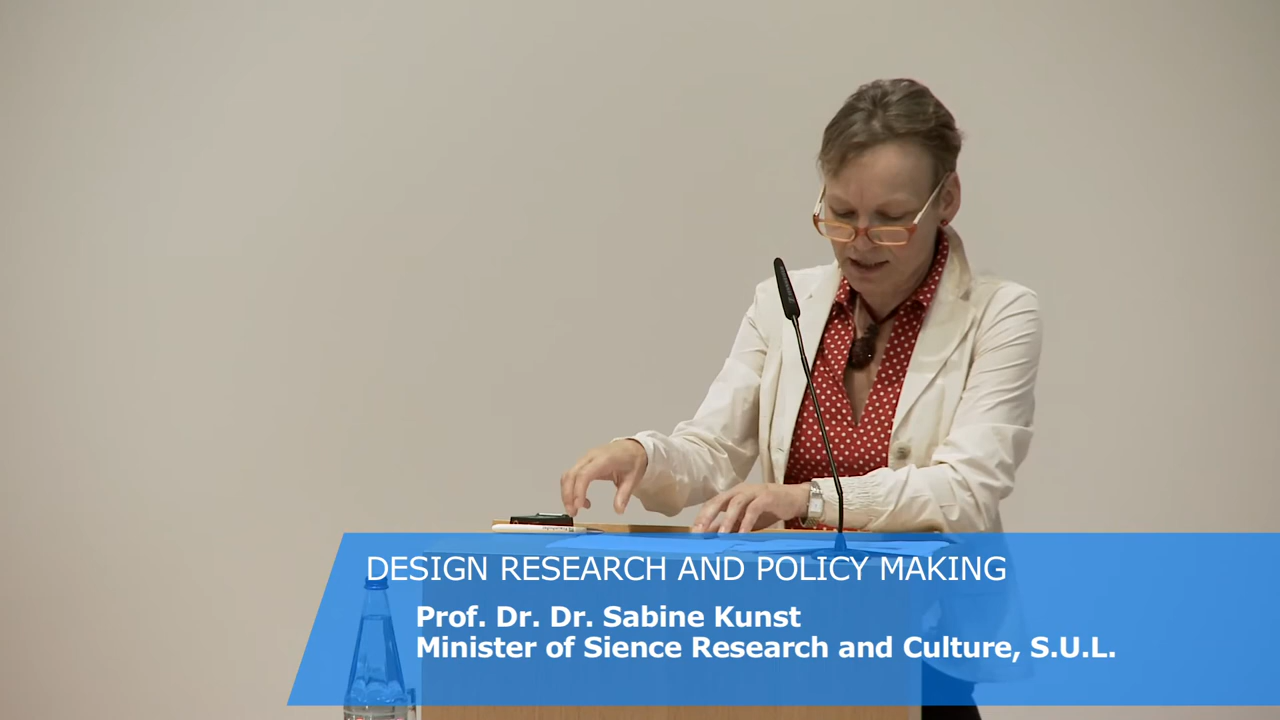 DESIGN RESEARCH AND POLICY MAKING
Prof. Dr. Dr. Sabine Kunst
Minister of Sience Research and Culture, S.U.L.